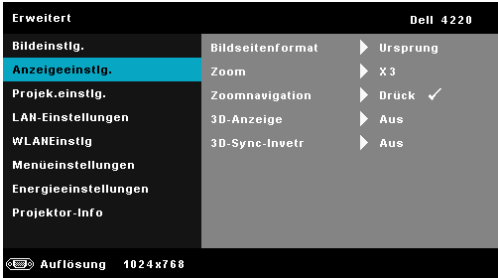 Erweitert Dell 4220
Bildeinstlg. Bildseitenformat Ursprung
Anzeigeeinstlg. Zoom X3
Projek.einstlg. Zoomnavigation Drück ✓
LAN-Einstellungen 3D-Anzeige Aus
WLANEinstlg 3D-Sync-Invetr Aus
Menüeinstellungen
Energieeinstellungen
Projektor-Info
Auflösung 1024x768